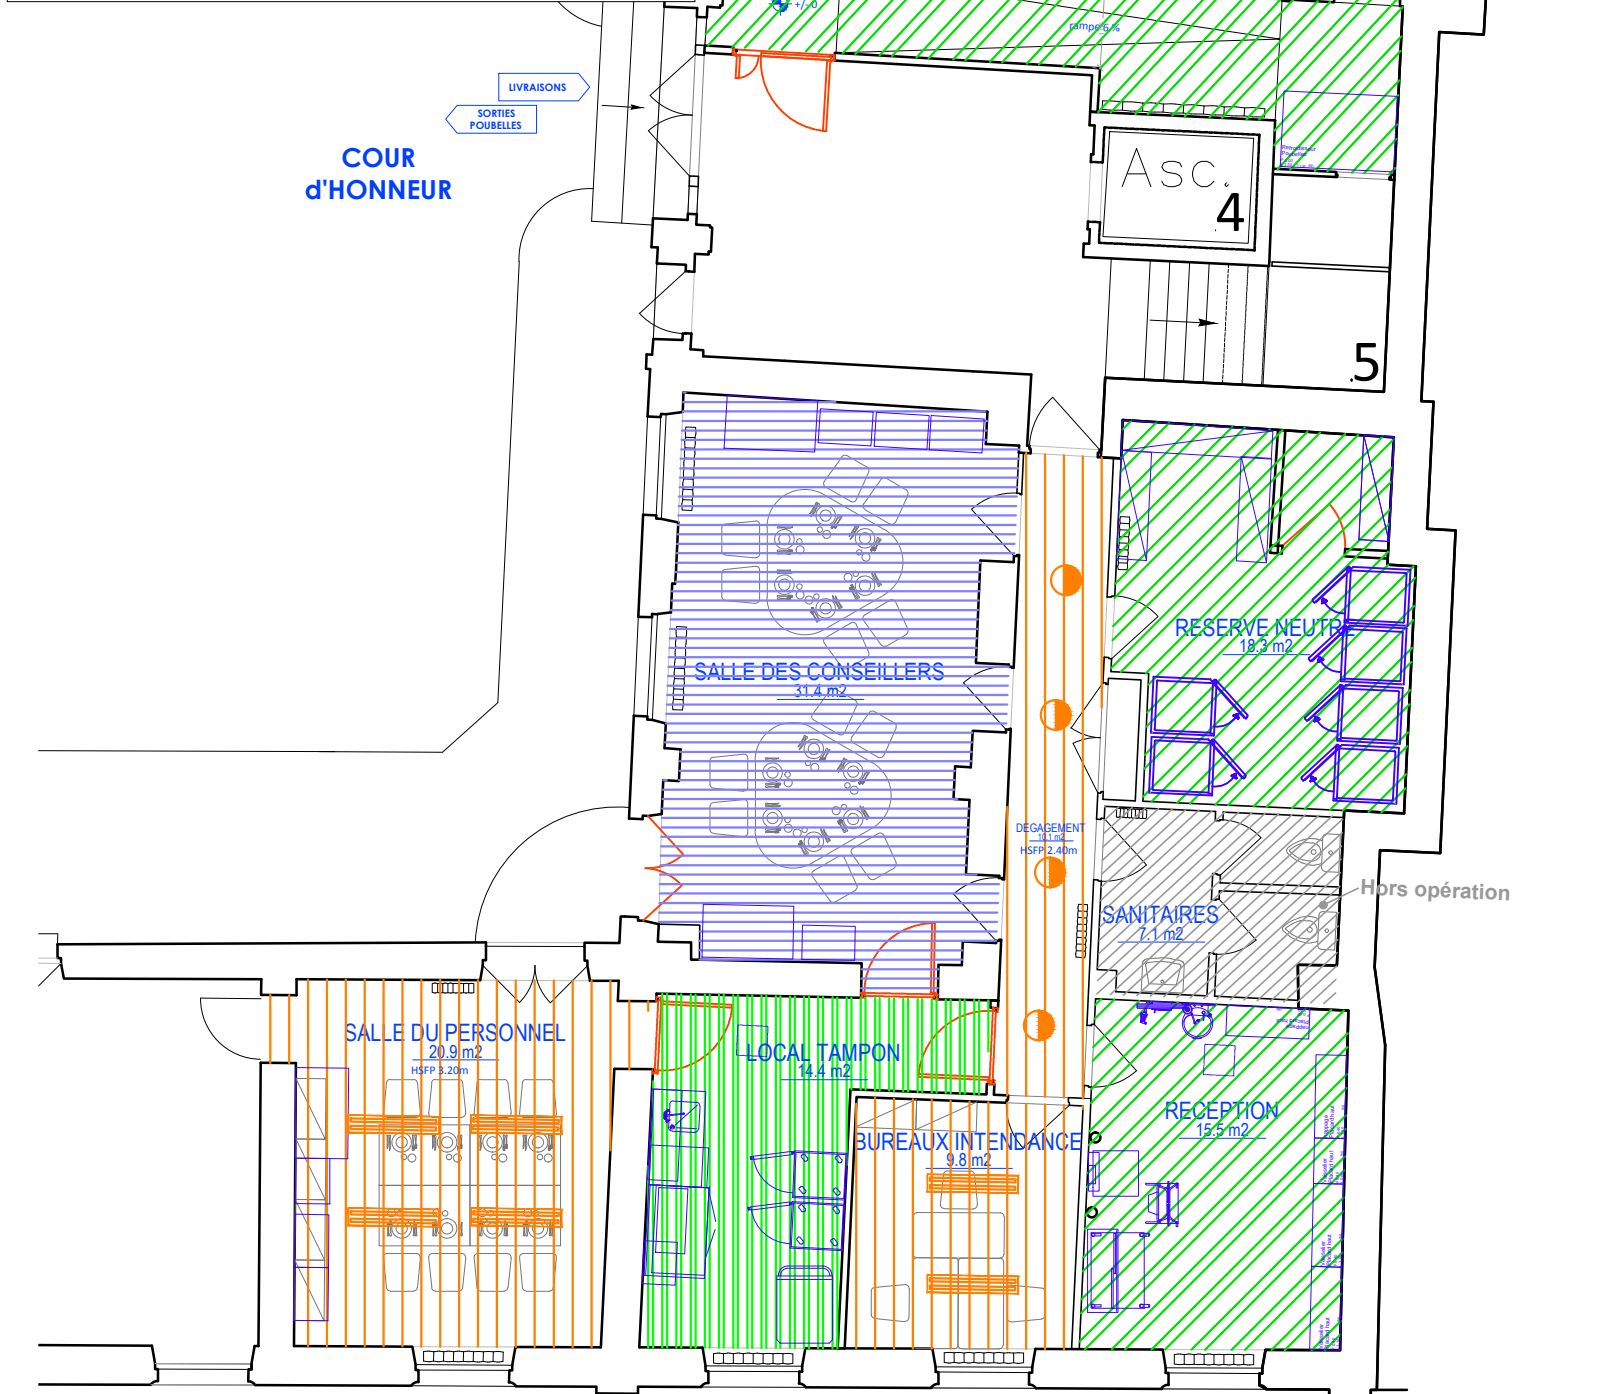 +/- 0
rampe 6 %
LIVRAISONS
SORTIES
POUBELLES
COUR
d'HONNEUR
Asc.
4
5
RESERVE NEUTRE
18.3 m2
SALLE DES CONSEILLERS
31.4 m2
DEGAGEMENT
10.1 m2
HSFP 2.40m
Hors opération
SANITAIRES
7.1 m2
SALLE DU PERSONNEL
20.9 m2
HSFP 3.20m
LOCAL TAMPON
14.4 m2
BUREAUX INTENDANCE
9.8 m2
RECEPTION
15.5 m2